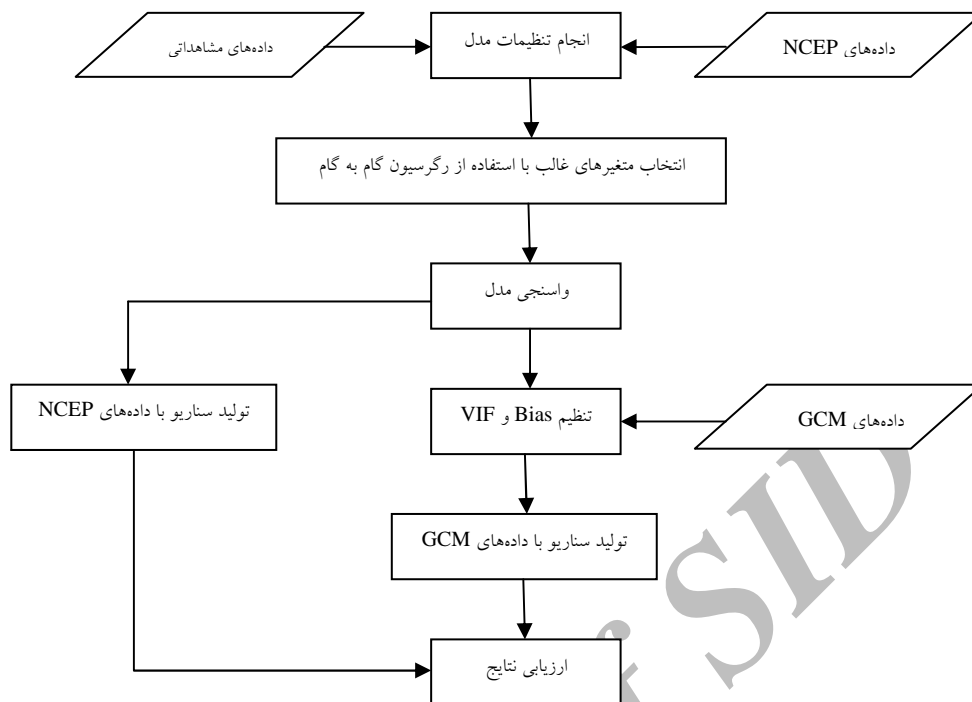 داده‌های مشاهداتی
انجام تنظیمات مدل
داده‌های NCEP
انتخاب متغیرهای غالب با استفاده از رگرسیون گام به گام
واسنجی مدل
تولید سناریو با داده‌های NCEP
تنظیم Bias و VIF
داده‌های GCM
تولید سناریو با داده‌های GCM
ارزیابی نتایج
f SID